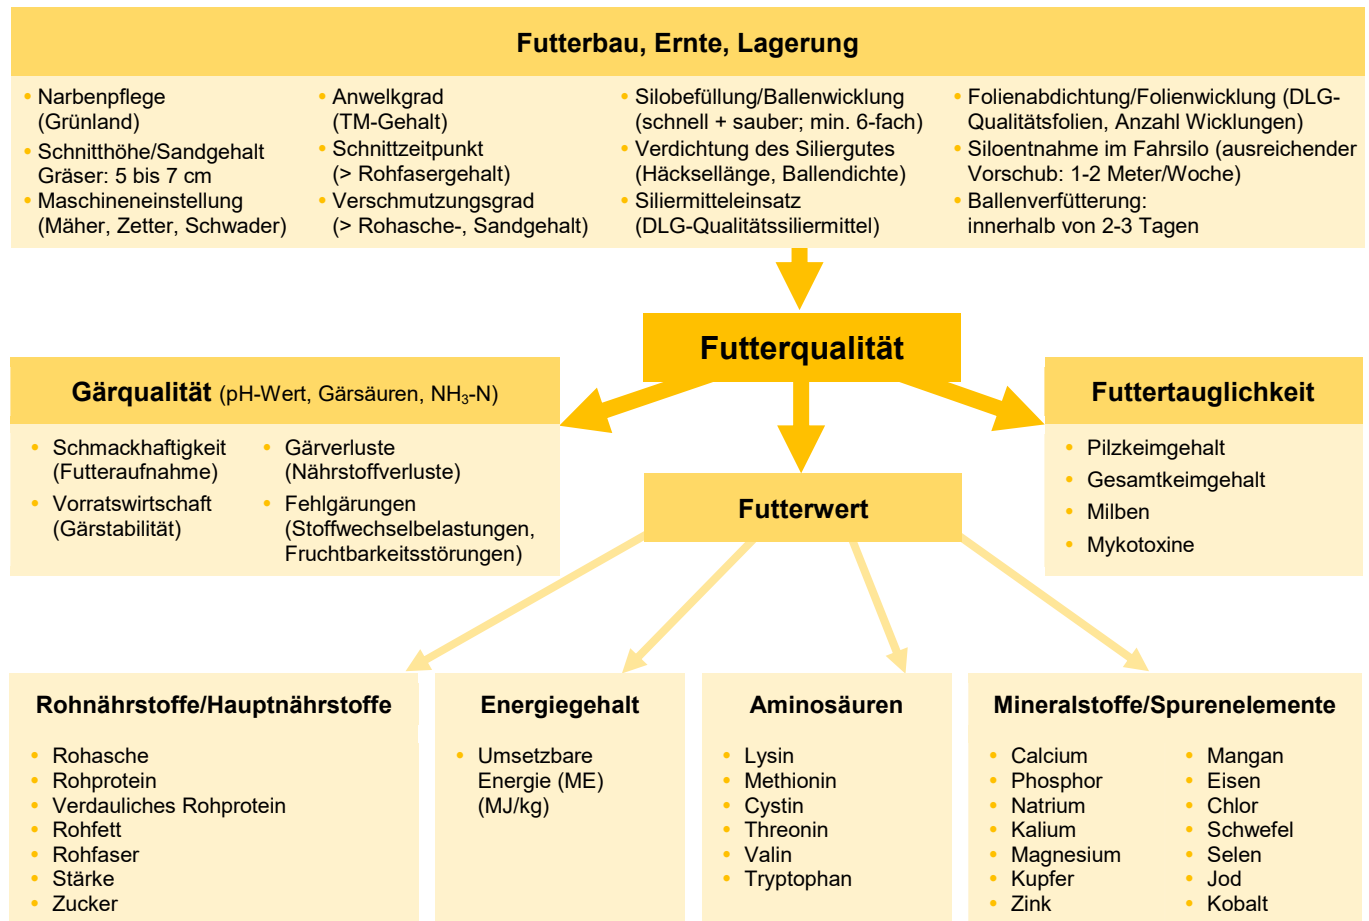 Futterbau, Ernte, Lagerung
• Narbenpflege
(Grünland)
• Schnitthöhe/Sandgehalt
Gräser: 5 bis 7 cm
• Maschineneinstellung
(Mäher, Zetter, Schwader)
• Anwelkgrad
(TM-Gehalt)
• Schnittzeitpunkt
(> Rohfasergehalt)
• Verschmutzungsgrad
(> Rohasche-, Sandgehalt)
• Silobefüllung/Ballenwicklung
(schnell + sauber; min. 6-fach)
• Verdichtung des Siliergutes
(Häcksellänge, Ballendichte)
• Siliermitteleinsatz
(DLG-Qualitätssiliermittel)
• Folienabdichtung/Folienwicklung (DLG-
Qualitätsfolien, Anzahl Wicklungen)
• Siloentnahme im Fahrsilo (ausreichender
Vorschub: 1-2 Meter/Woche)
• Ballenverfütterung:
innerhalb von 2-3 Tagen
Futterqualität
Gärqualität (pH-Wert, Gärsäuren, NH₃-N)
• Schmackhaftigkeit
(Futteraufnahme)
• Vorratswirtschaft
(Gärstabilität)
• Gärverluste
(Nährstoffverluste)
• Fehlgärungen
(Stoffwechselbelastungen,
Fruchtbarkeitsstörungen)
Futterwert
Futtertauglichkeit
• Pilzkeimgehalt
• Gesamtkeimgehalt
• Milben
• Mykotoxine
Rohnährstoffe/Hauptnährstoffe
• Rohasche
• Rohprotein
• Verdauliches Rohprotein
• Rohfett
• Rohfaser
• Stärke
• Zucker
Energiegehalt
• Umsetzbare
Energie (ME)
(MJ/kg)
Aminosäuren
• Lysin
• Methionin
• Cystin
• Threonin
• Valin
• Tryptophan
Mineralstoffe/Spurenelemente
• Calcium
• Phosphor
• Natrium
• Kalium
• Magnesium
• Kupfer
• Zink
• Mangan
• Eisen
• Chlor
• Schwefel
• Selen
• Jod
• Kobalt